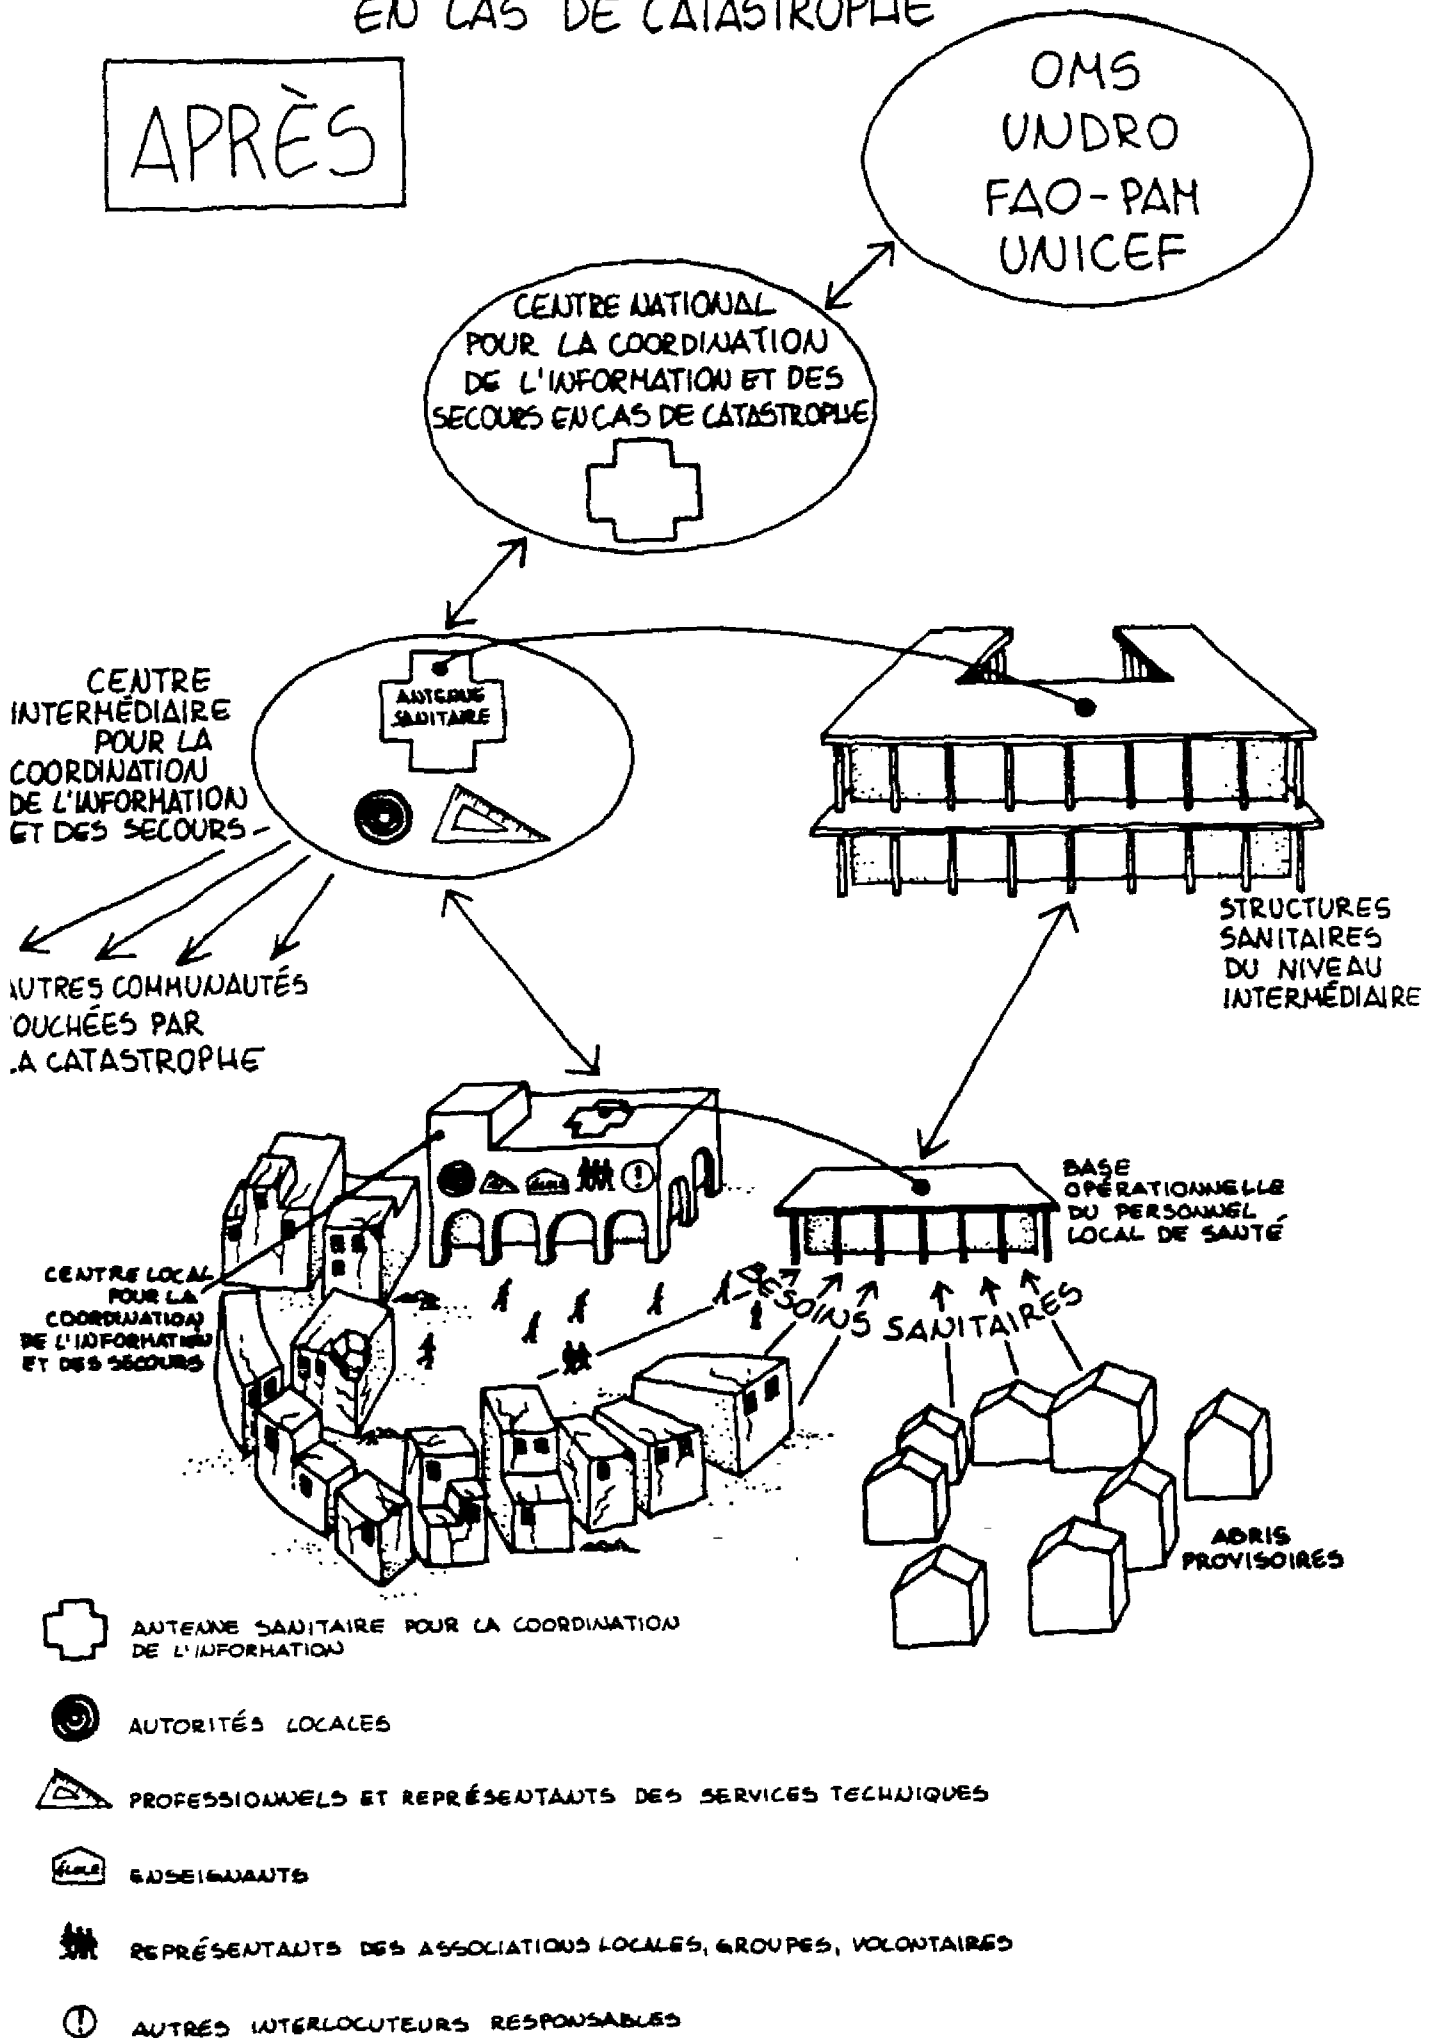 EN CAS DE CATASTROPHE
APRÈS
OMS
UNDRO
FAO-PAM
UNICEF
CENTRE NATIONAL
POUR LA COORDINATION
DE L'INFORMATION ET DES
SECOURS EN CAS DE CATASTROPHE
CENTRE
INTERMÉDIAIRE
POUR LA
COORDINATION
DE L'INFORMATION
ET DES SECOURS
ANTENNE
SANITAIRE
AUTRES COMMUNAUTÉS
OUCHÉES PAR
LA CATASTROPHE
STRUCTURES
SANITAIRES
DU NIVEAU
INTERMÉDIAIRE
BASE
OPÉRATIONNELLE
DU PERSONNEL
LOCAL DE SANTÉ
école
CENTRE LOCAL
POUR LA
COORDINATION
DE L'INFORMATION
ET DES SECOURS
BESOINS SANITAIRES
ABRIS
PROVISOIRES
ANTENNE SANITAIRE POUR LA COORDINATION
DE L'INFORMATION
AUTORITÉS LOCALES
PROFESSIONNELS ET REPRÉSENTANTS DES SERVICES TECHNIQUES
école
ENSEIGNANTS
REPRÉSENTANTS DES ASSOCIATIONS LOCALES, GROUPES, VOLONTAIRES
! AUTRES INTERLOCUTEURS RESPONSABLES